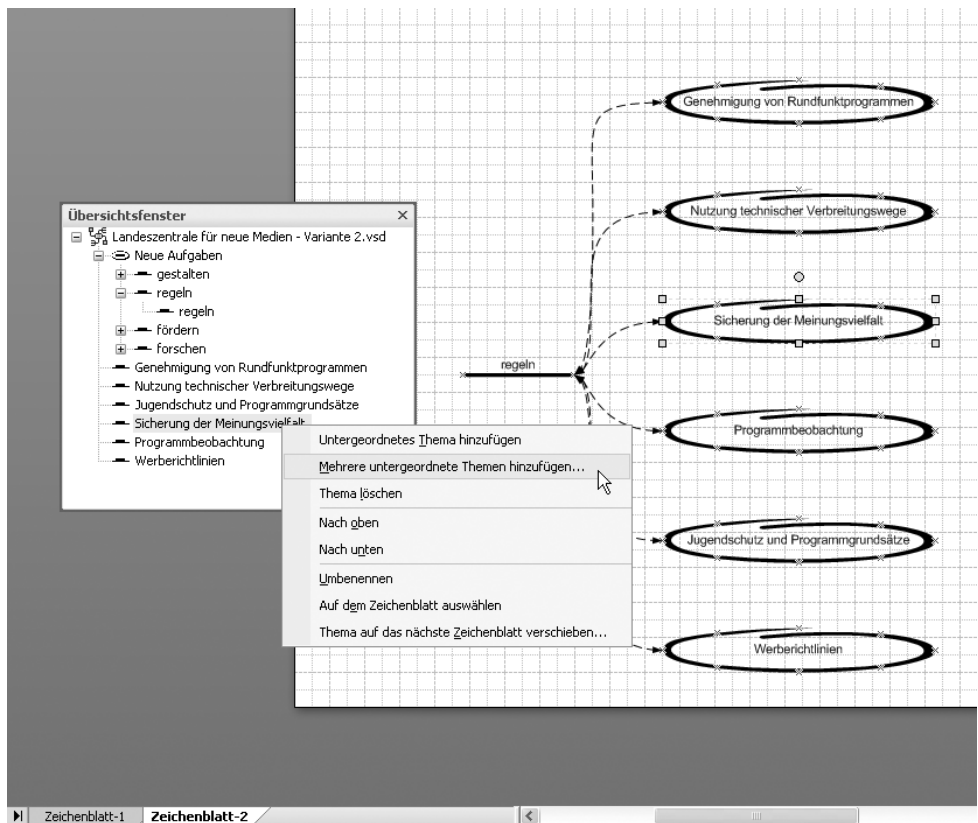 Genehmigung von Rundfunktprogrammen
Nutzung technischer Verbreitungswege
Sicherung der Meinungsvielfalt
regeln
Programmbeobachtung
Jugendschutz und Programmgrundsätze
Werberichtlinien
Übersichtsfenster
Landeszentrale für neue Medien - Variante 2.vsd
Neue Aufgaben
gestalten
regeln
regeln
fördern
forschen
Genehmigung von Rundfunktprogrammen
Nutzung technischer Verbreitungswege
Jugendschutz und Programmgrundsätze
Sicherung der Meinungsvielfalt
Programmbeobachtung
Werberichtlinien
Untergeordnetes Thema hinzufügen
Mehrere untergeordnete Themen hinzufügen...
Thema löschen
Nach oben
Nach unten
Umbenennen
Auf dem Zeichenblatt auswählen
Thema auf das nächste Zeichenblatt verschieben...
Zeichenblatt-1
Zeichenblatt-2